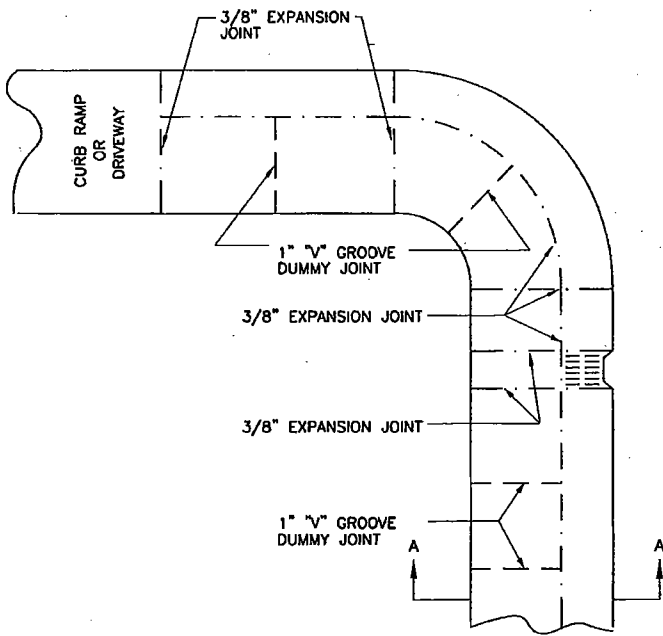 3/8" EXPANSION
JOINT
CURB RAMP
OR
DRIVEWAY
1" "V" GROOVE
DUMMY JOINT
3/8" EXPANSION JOINT
3/8" EXPANSION JOINT
1" "V" GROOVE
DUMMY JOINT
A
A